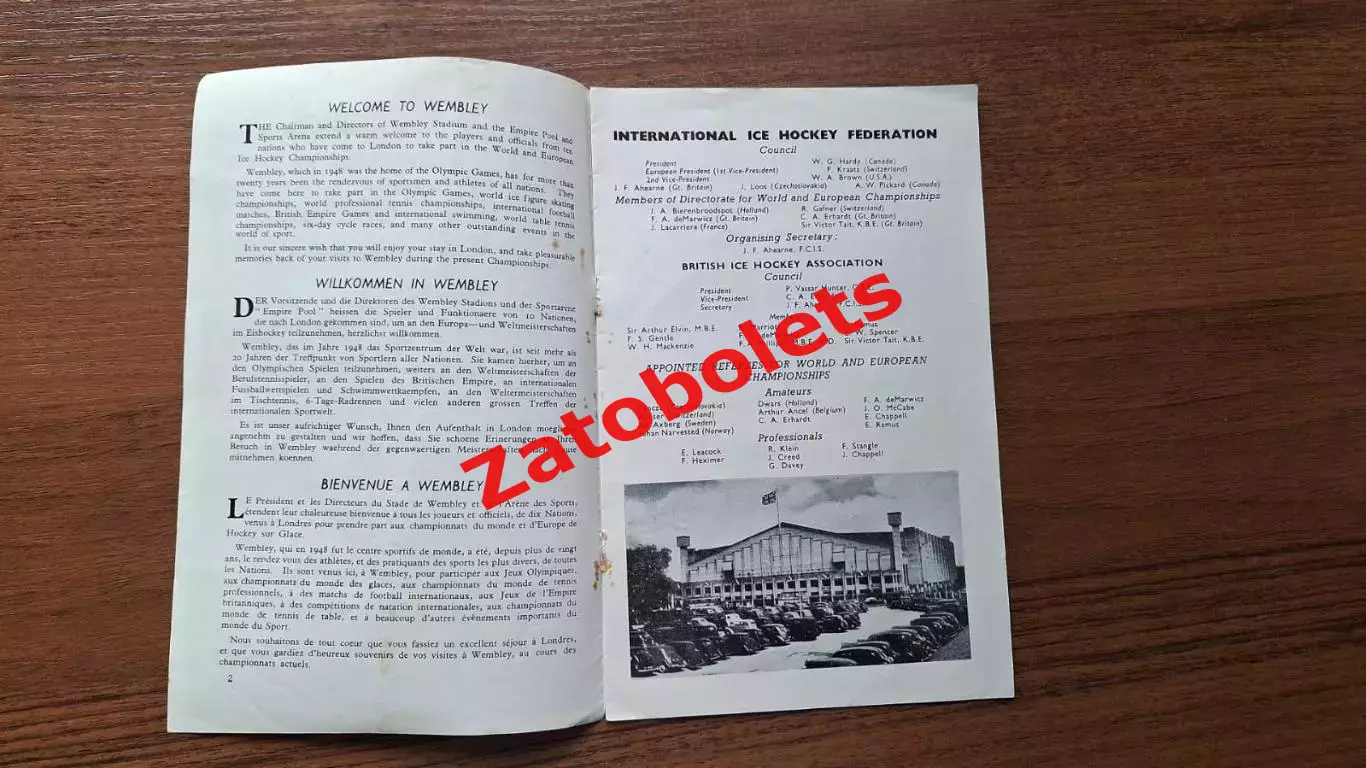 WELCOME TO WEMBLEY
THE Chairman and Directors of Wembley Stadium and the Empire Pool and
Sports Arena extend a warm welcome to the players and officials from ten
nations who have come to London to take part in the World and European
Ice Hockey Championships.
Wembley, which in 1948 was the home of the Olympic Games, has for more than
twenty years been the rendezvous of sportsmen and athletes of all nations. They
have come here to take part in the Olympic Games, world ice figure skating
championships, world professional tennis championships, international football
matches, British Empire Games and international swimming, world table tennis
championships, six-day cycle races, and many other outstanding events in the
world of sport.
It is our sincere wish that you will enjoy your stay in London, and take pleasurable
memories back of your visits to Wembley during the present Championships.
WILLKOMMEN IN WEMBLEY
DER Vorsitzende und die Direktoren des Wembley Stadions und der Sportarene
"Empire Pool" heissen die Spieler und Funktionaere von 10 Nationen,
die nach London gekommen sind, um an den Europa—und Weltmeisterschaften
im Eishockey teilzunehmen, herzlichst willkommen.
Wembley, das im Jahre 1948 das Sportzentrum der Welt war, ist seit mehr als
20 Jahren der Treffpunkt von Sportlern aller Nationen. Sie kamen hierher, um an
den Olympischen Spielen teilzunehmen, weiters an den Weltmeisterschaften der
Berufstennisspieler, an den Spielen des Britischen Empire, an internationalen
Fussballwettspielen und Schwimmwettkaempfen, an den Weltmeisterschaften
im Tischtennis, 6-Tage-Radrennen und vielen anderen grossen Treffen der
internationalen Sportwelt.
Es ist unser aufrichtiger Wunsch, Ihnen den Aufenthalt in London moeglichst
angenehm zu gestalten und wir hoffen, dass Sie schoene Erinnerungen Ihren
Besuch in Wembley waehrend der gegenwaertigen nach
mitnehmen koennen.
BIENVENUE A WEMBLEY
LE Président et les Directeurs du Stade de Wembley et Arène des Sports,
étendent leur chaleureuse bienvenue à tous les joueurs et officiels, de dix Nations,
venus à Londres pour prendre part aux championnats du monde et d'Europe de
Hockey sur Glace.
Wembley, qui en 1948 fut le centre sportifs de monde, a été, depuis plus de vingt
ans, le rendez vous des athlètes, et des pratiquants des sports les plus divers, de toutes
les Nations. Ils sont venus ici, à Wembley, pour participer aux Jeux Olympiques,
aux championnats du monde des glaces, aux championnats du monde de tennis
professionnels, à des matchs de football internationaux, aux Jeux de l'Empire
britanniques, à des compétitions de natation internationales, aux championnats du
monde de tennis de table, et a beaucoup d'autres évènements importants du
monde du Sport.
Nous souhaitons de tout coeur que vous fassiez un excellent séjour à Londres,
et que vous gardiez d'heureux souvenirs de vos visites à Wembley, au cours des
championnats actuels.
2
INTERNATIONAL ICE HOCKEY FEDERATION
Council
President W. G. Hardy (Canada)
European President (1st Vice-President) F. Kraatz (Switzerland)
2nd Vice-President W. A. Brown (U.S.A.)
J. F. Ahearne (Gt. Britain) J. Loos (Czechoslovakia) A. W. Pickard (Canada)
Members of Directorate for World and European Championships
J. A. Bierenbroodspot (Holland) R. Gafner (Switzerland)
F. A. deMarwicz (Gt. Britain) C. A. Erhardt (Gt. Britain)
J. Lacarriere (France) Sir Victor Tait, K.B.E. (Gt. Britain)
Organising Secretary:
J. F. Ahearne, F.C.I.S.
BRITISH ICE HOCKEY ASSOCIATION
Council
President P. Vassar Hunter,
Vice-President C. A.
Secretary J. F. F.C.I.S.
Sir Arthur Elvin, M.B.E.
F. S. Gentle W. Spencer
W. H. Mackenzie Sir Victor Tait, K.B.E.
APPOINTED REFEREES FOR WORLD AND EUROPEAN
CHAMPIONSHIPS
Amateurs
Dwars (Holland) F. A. deMarwicz
Arthur Ancel (Belgium) J. O. McCabe
Axberg (Sweden) C. A. Erhardt E. Chappell
Narvested (Norway) E. Ramus
Professionals
E. Leacock R. Klein F. Stangle
F. Heximer J. Creed J. Chappell
G. Davey
Zatobolets